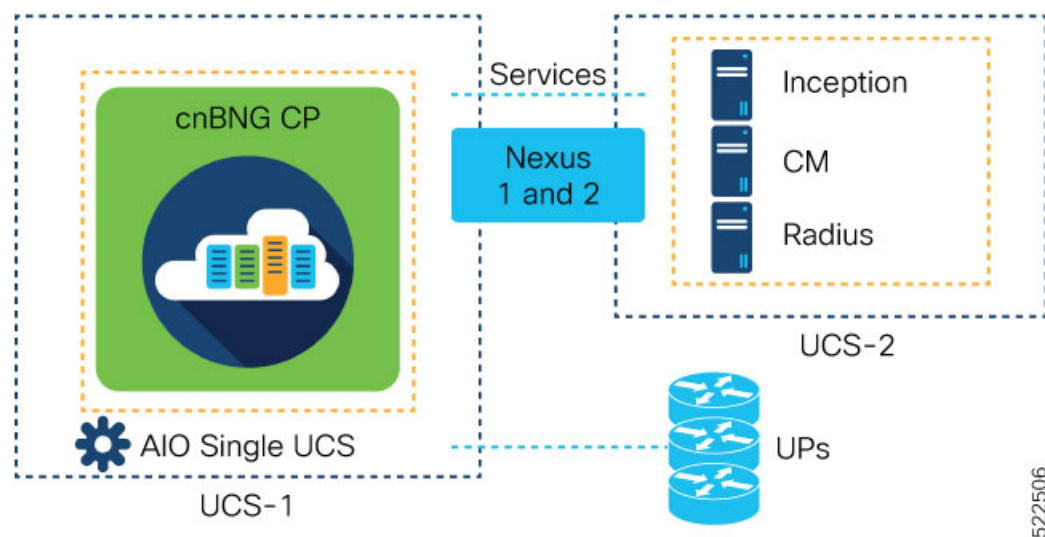 cnBNG CP
AIO Single UCS
UCS-1
Services
Nexus
1 and 2
Inception
CM
Radius
UCS-2
UPs
522506